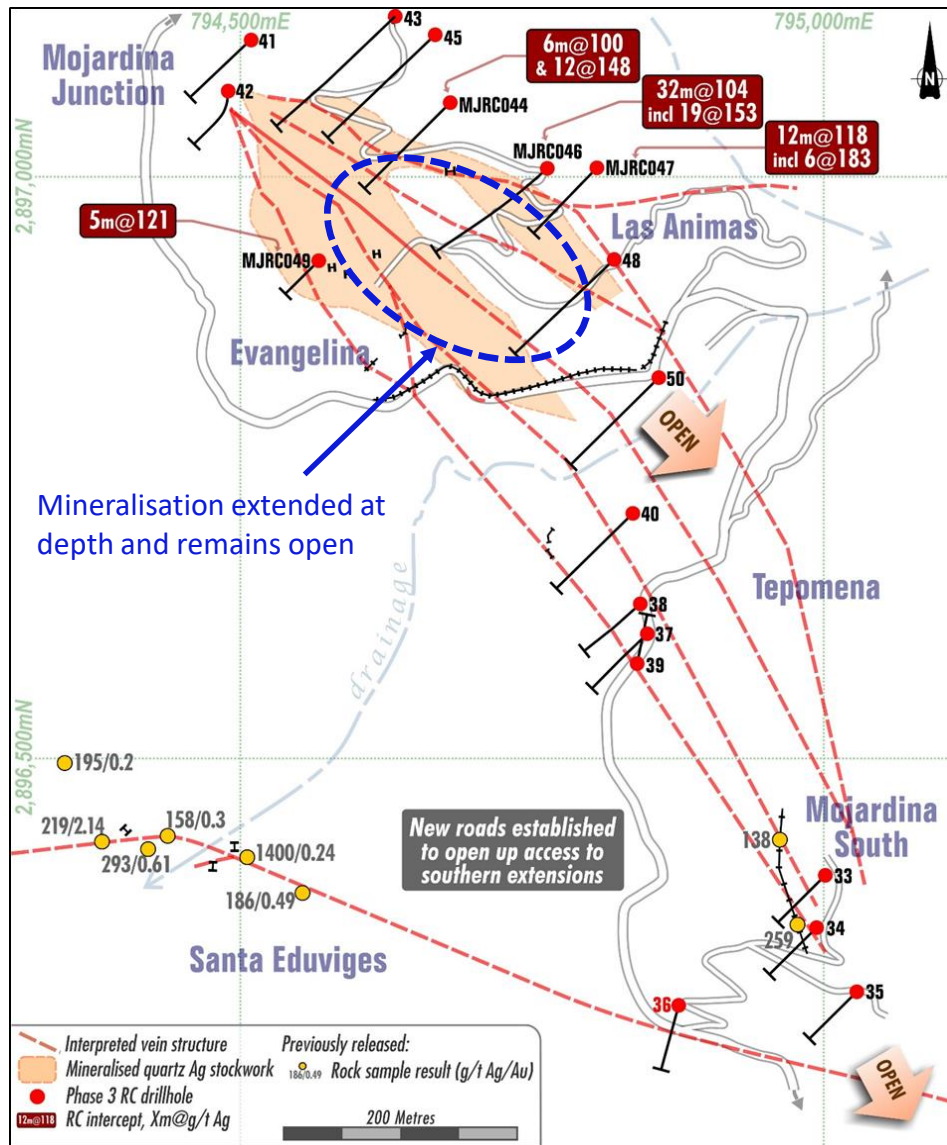 794,500mE
795,000mE
43
41
45
Mojardina
Junction
6m@100
& 12@148
42
MJRC044
32m@104
incl 19@153
N
12m@118
incl 6@183
MJRC046
MJRC047
2,897,000mN
5m@121
Las Animas
MJRC049
48
Evangelina
50
OPEN
Mineralisation extended at
depth and remains open
40
drainage
Tepomena
38
37
39
2,896,500mN
195/0.2
Mojardina
South
219/2.14
158/0.3
293/0.61
1400/0.24
186/0.49
New roads established
to open up access to
southern extensions
138
33
259
34
Santa Eduviges
35
36
OPEN
Interpreted vein structure
Mineralised quartz Ag stockwork
Phase 3 RC drillhole
12m@118 RC intercept, Xm@g/t Ag
Previously released:
186/0.49 Rock sample result (g/t Ag/Au)
200 Metres